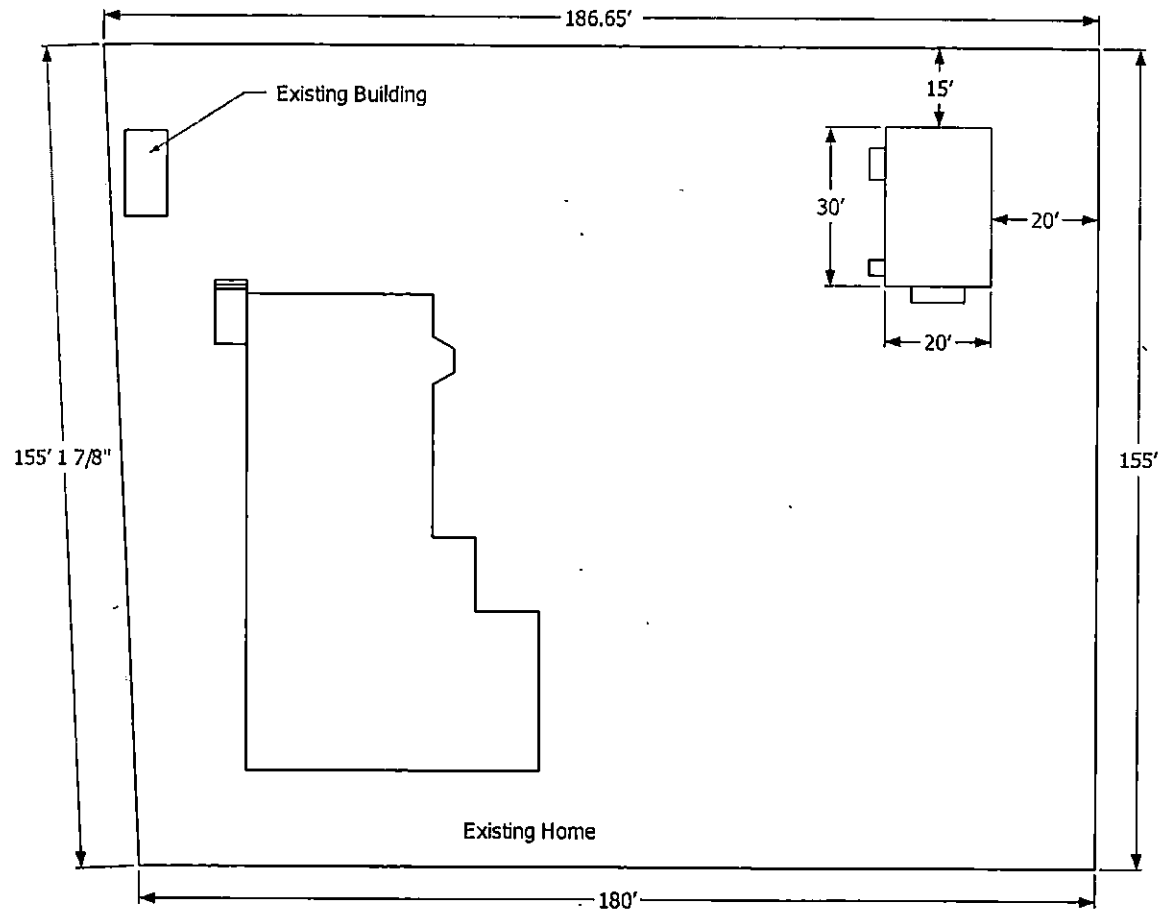 186.65'
Existing Building
15'
30'
20'
20'
155' 1 7/8"
155'
Existing Home
180'